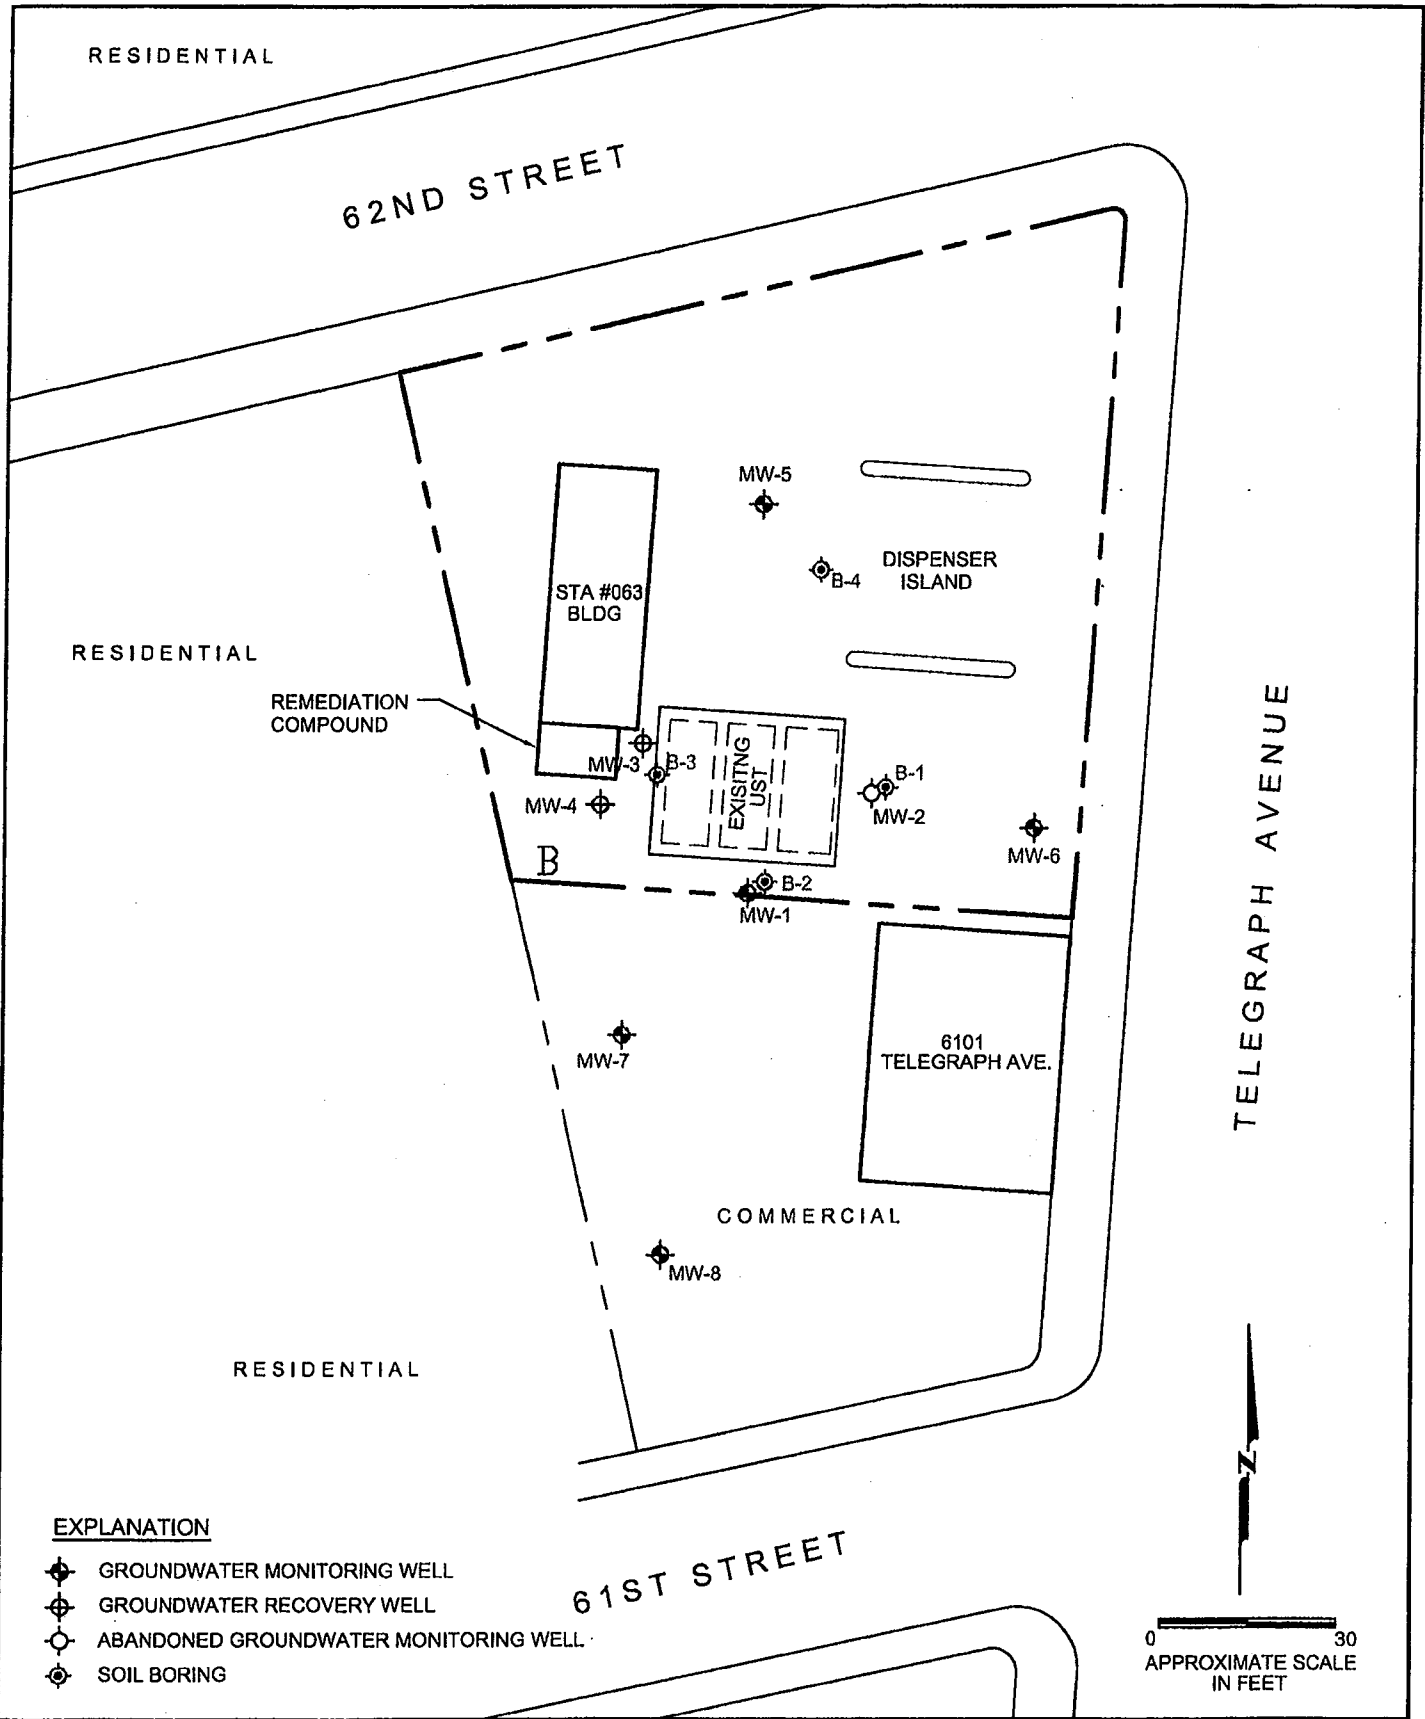 RESIDENTIAL
62ND STREET
MW-5
B-4
DISPENSER
ISLAND
STA #063
BLDG
RESIDENTIAL
REMEDIATION
COMPOUND
MW-3
B-3
EXISITNG
UST
B-1
MW-2
MW-4
MW-6
B
B-2
MW-1
TELEGRAPH AVENUE
MW-7
6101
TELEGRAPH AVE.
COMMERCIAL
MW-8
RESIDENTIAL
N
EXPLANATION
GROUNDWATER MONITORING WELL
GROUNDWATER RECOVERY WELL
ABANDONED GROUNDWATER MONITORING WELL
SOIL BORING
61ST STREET
0 30
APPROXIMATE SCALE
IN FEET